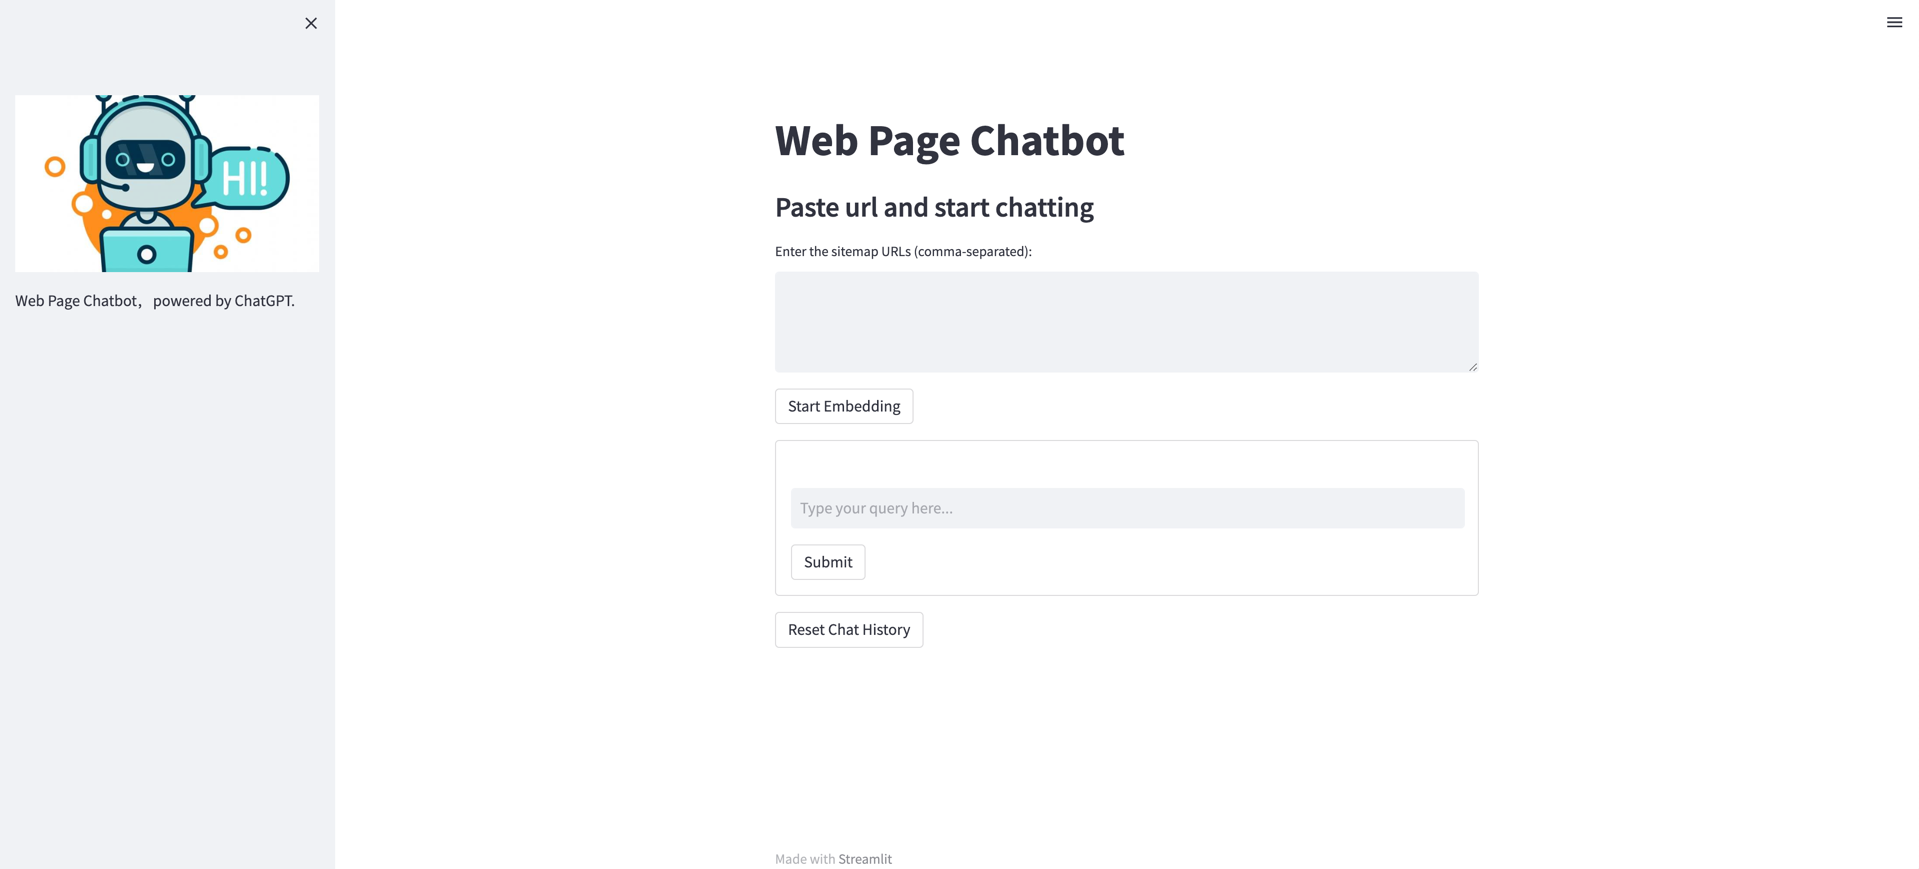 HI!
Web Page Chatbot， powered by ChatGPT.
Web Page Chatbot
Paste url and start chatting
Enter the sitemap URLs (comma-separated):
Start Embedding
Type your query here...
Submit
Reset Chat History
Made with Streamlit